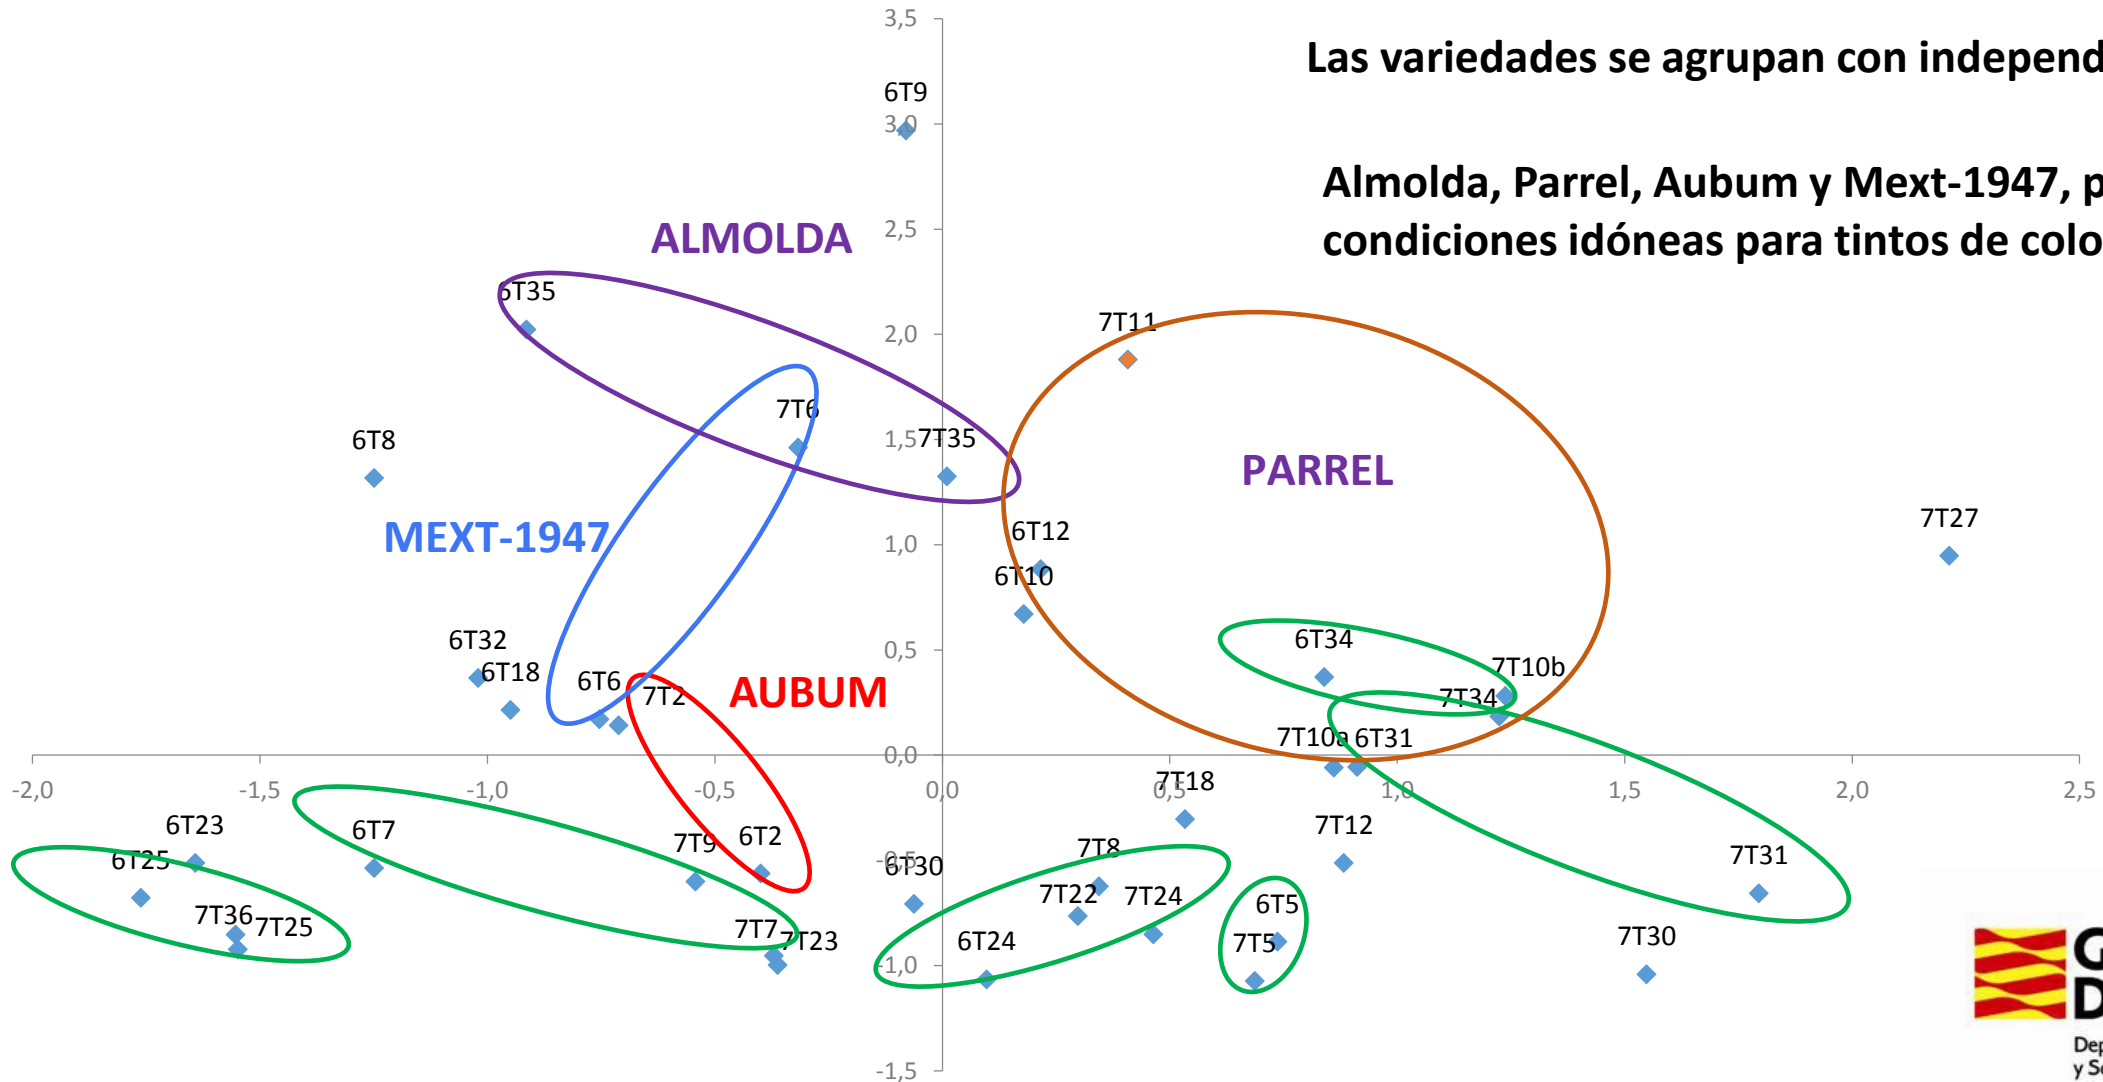 3,5
Las variedades se agrupan con independ
6T9
3,0
Almolda, Parrel, Aubum y Mext-1947, p
condiciones idóneas para tintos de colo
2,5
ALMOLDA
6T35
7T11
2,0
7T6
6T8
1,5
7T35
PARREL
MEXT-1947
6T12
7T27
1,0
6T10
6T32
6T18
6T6
7T2
AUBUM
0,5
6T34
7T10b
7T34
7T10a
6T31
0,0
-2,0
-1,5
-1,0
-0,5
0,0
0,5
7T18
1,0
1,5
2,0
2,5
6T23
6T7
7T9
6T2
7T12
6T25
-0,5
6T30
7T8
7T31
7T36
7T25
7T7
7T23
7T22
7T24
6T5
6T24
7T5
7T30
-1,0
G
D
Dep
y Se
-1,5